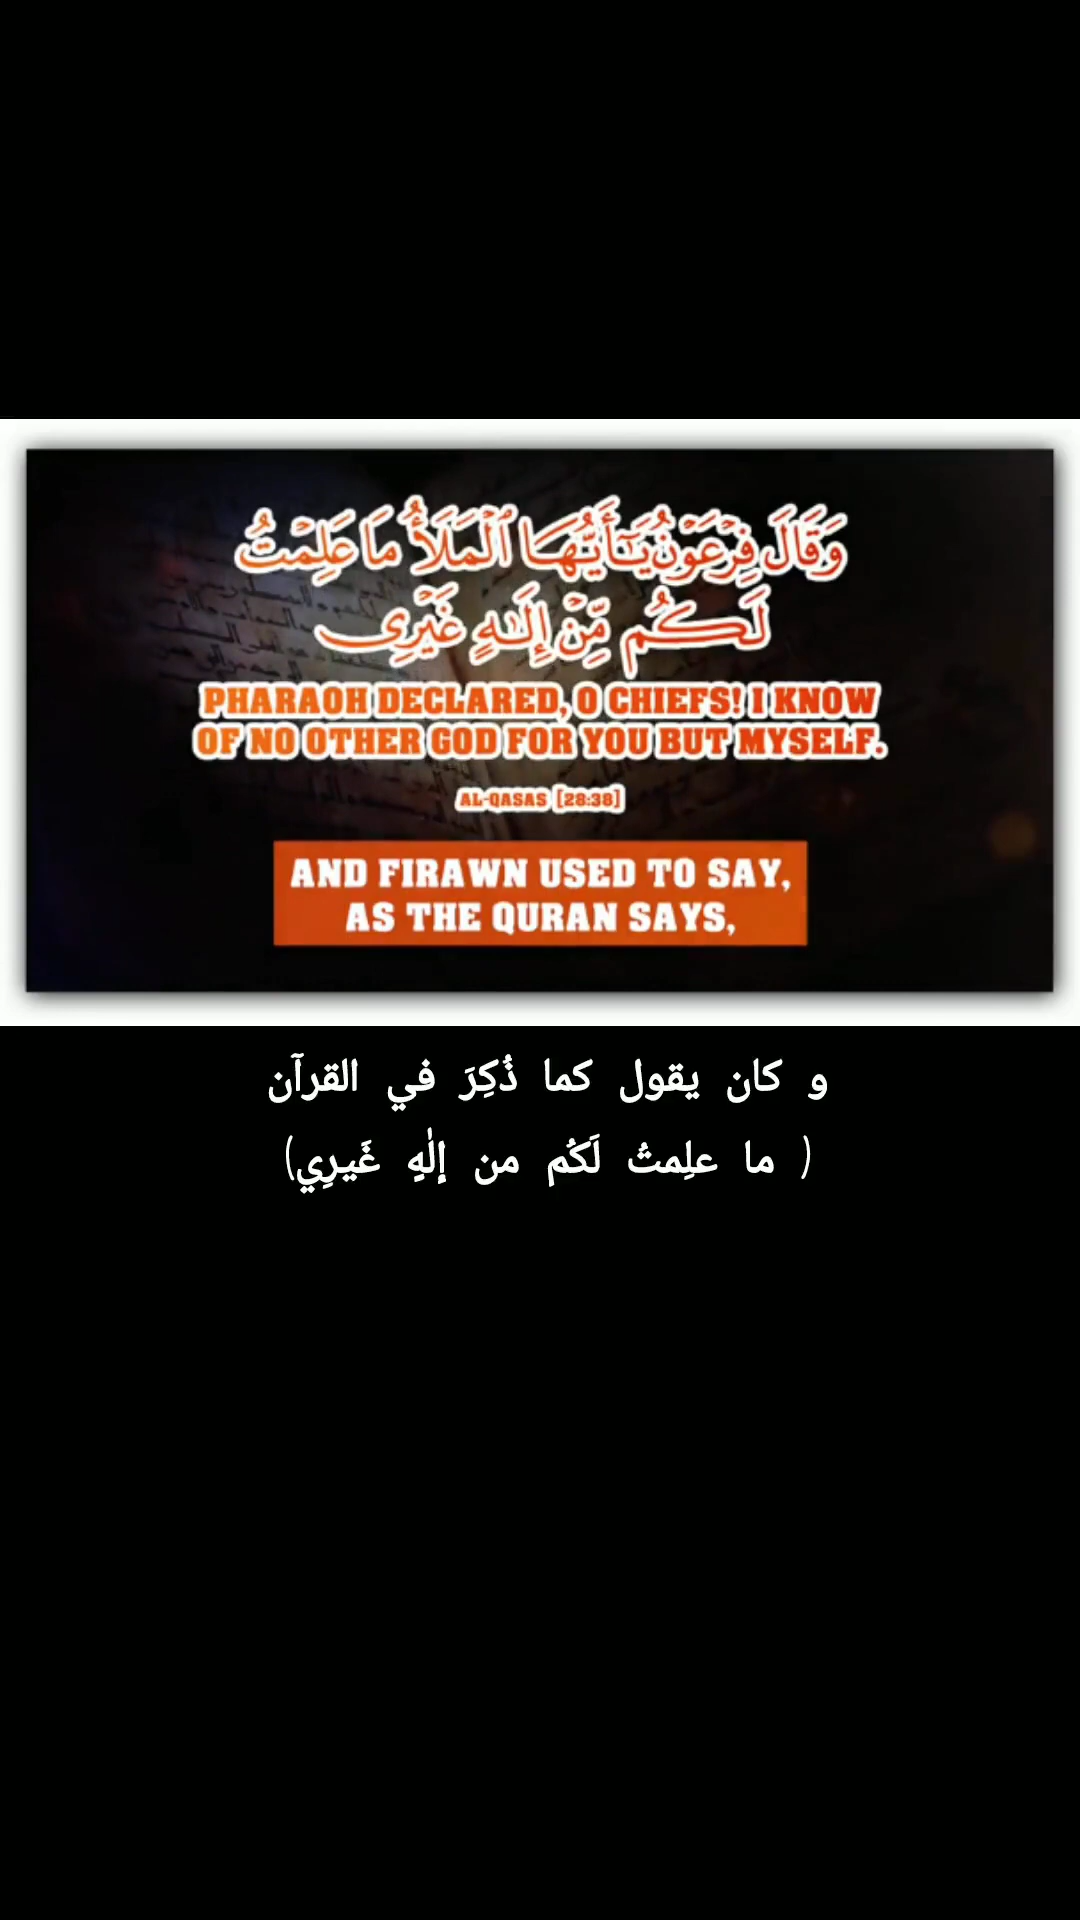 وَقَالَ فِرْعَوْنُ يَـٰٓأَيُّهَا ٱلْمَلَأُ مَا عَلِمْتُ
لَكُم مِّنْ إِلَـٰهٍ غَيْرِى
PHARAOH DECLARED, O CHIEFS! I KNOW
OF NO OTHER GOD FOR YOU BUT MYSELF.
AL-QASAS [28:38]
AND FIRAWN USED TO SAY,
AS THE QURAN SAYS,
و كان يقول كما ذُكِرَ في القرآن
( ما علِمتُ لَكُم من إلٰهٍ غَيرِي)